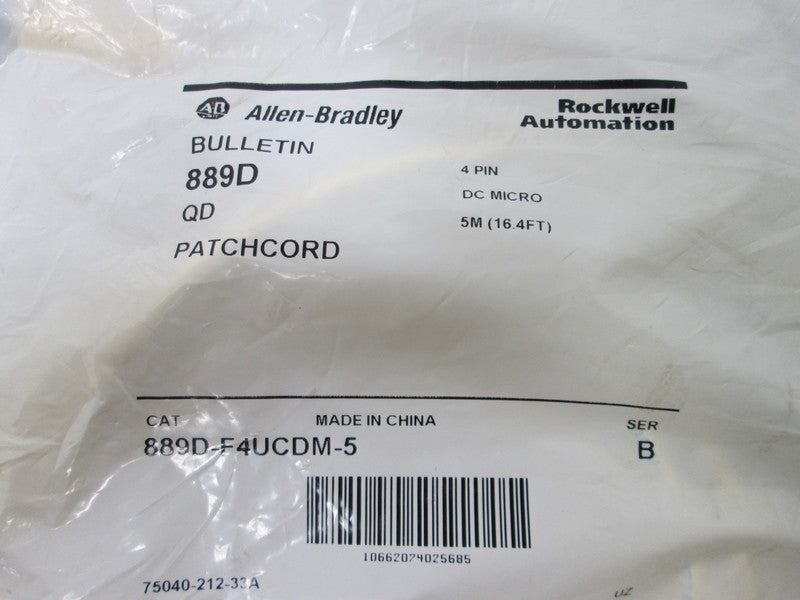 AB Allen-Bradley
Rockwell Automation
BULLETIN
889D
QD
PATCHCORD
4 PIN
DC MICRO
5M (16.4FT)
CAT
MADE IN CHINA
SER
889D-F4UCDM-5
B
10662074025685
75040-212-33A